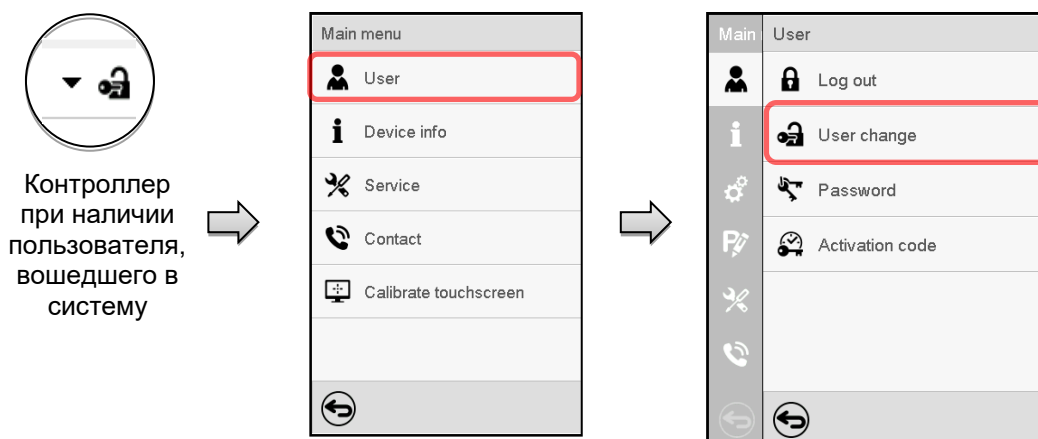 Контроллер
при наличии
пользователя,
вошедшего в
систему
Main menu
User
Device info
Service
Contact
Calibrate touchscreen
Main
User
Log out
User change
Password
Activation code